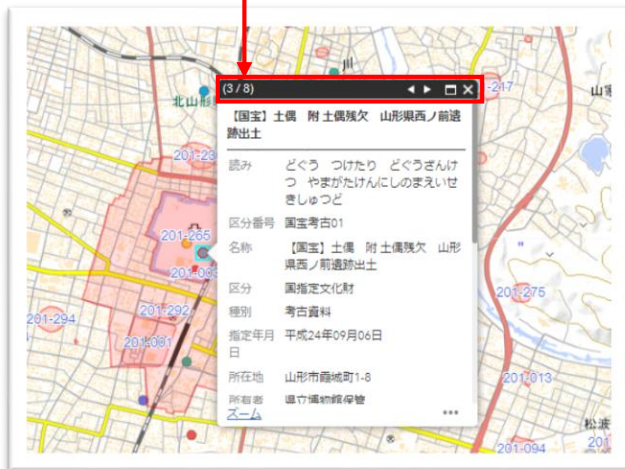 (3 / 8)
【国宝】土偶 附 土偶残欠 山形県西ノ前遺
跡出土
読み どぐう つけたり どぐうざんけ
つ やまがたけんにしのまえいせ
きしゅつど
区分番号 国宝考古01
名称 【国宝】土偶 附 土偶残欠 山形
県西ノ前遺跡出土
区分 国指定文化財
種別 考古資料
指定年月
日 平成24年09月06日
所在地 山形市霞城町1-8
所有者 県立博物館保管
ズーム
北山形
山家
-217
201-23
201-265
201-003
201-275
201-294
201-292
201-001
201-013
松波
201-094
201